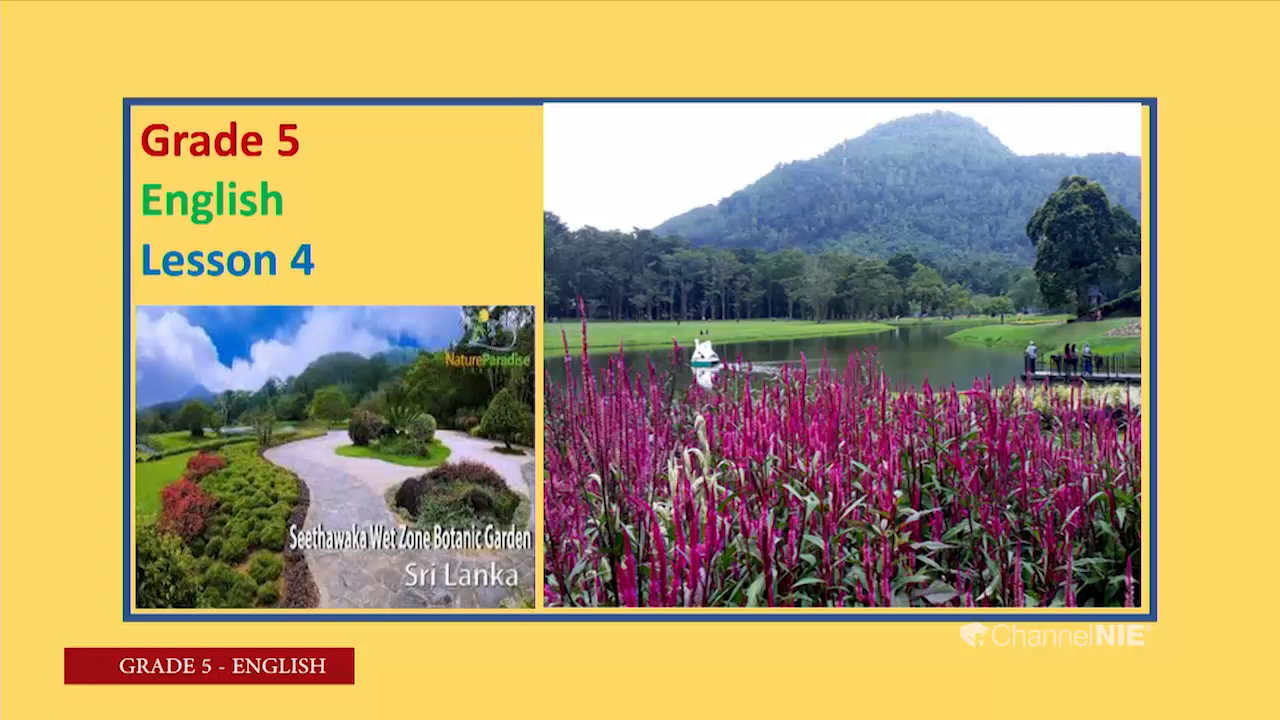 Grade 5
English
Lesson 4
NatureParadise
Seethawaka Wet Zone Botanic Garden
Sri Lanka
ChannelNIE
GRADE 5 - ENGLISH